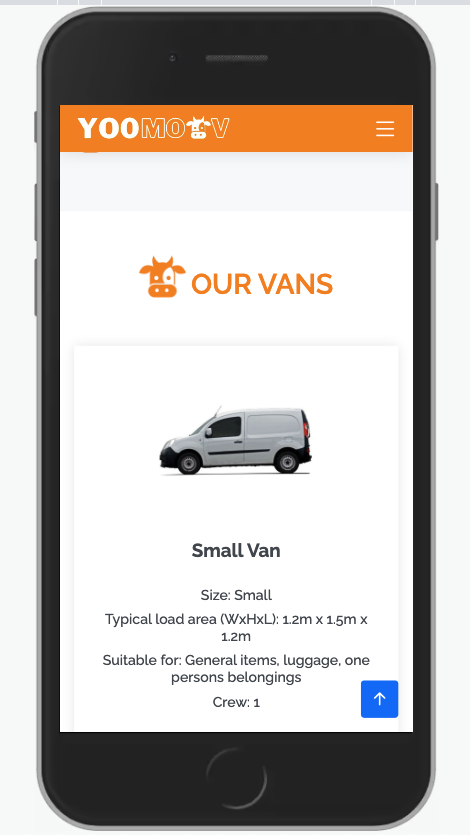 YOOMOOV
OUR VANS
Small Van
Size: Small
Typical load area (WxHxL): 1.2m x 1.5m x
1.2m
Suitable for: General items, luggage, one
persons belongings
Crew: 1